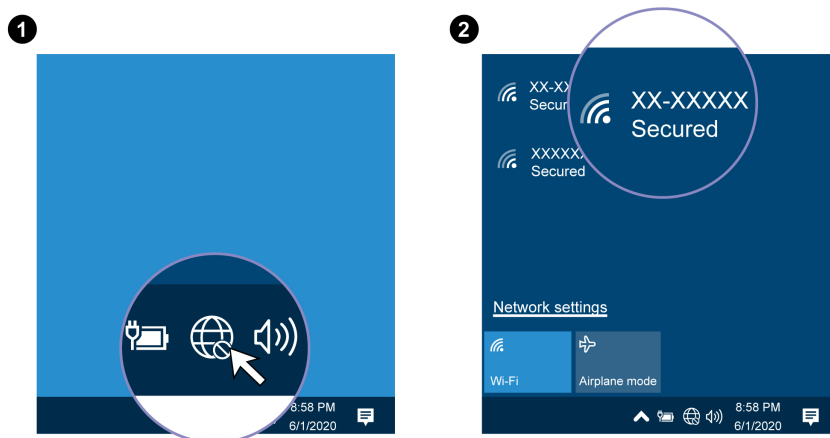 1
8:58 PM
6/1/2020
2
XX-XX
Secur
XX-XXXXX
Secured
XXXXX
Secured
Network settings
Wi-Fi
Airplane mode
8:58 PM
6/1/2020